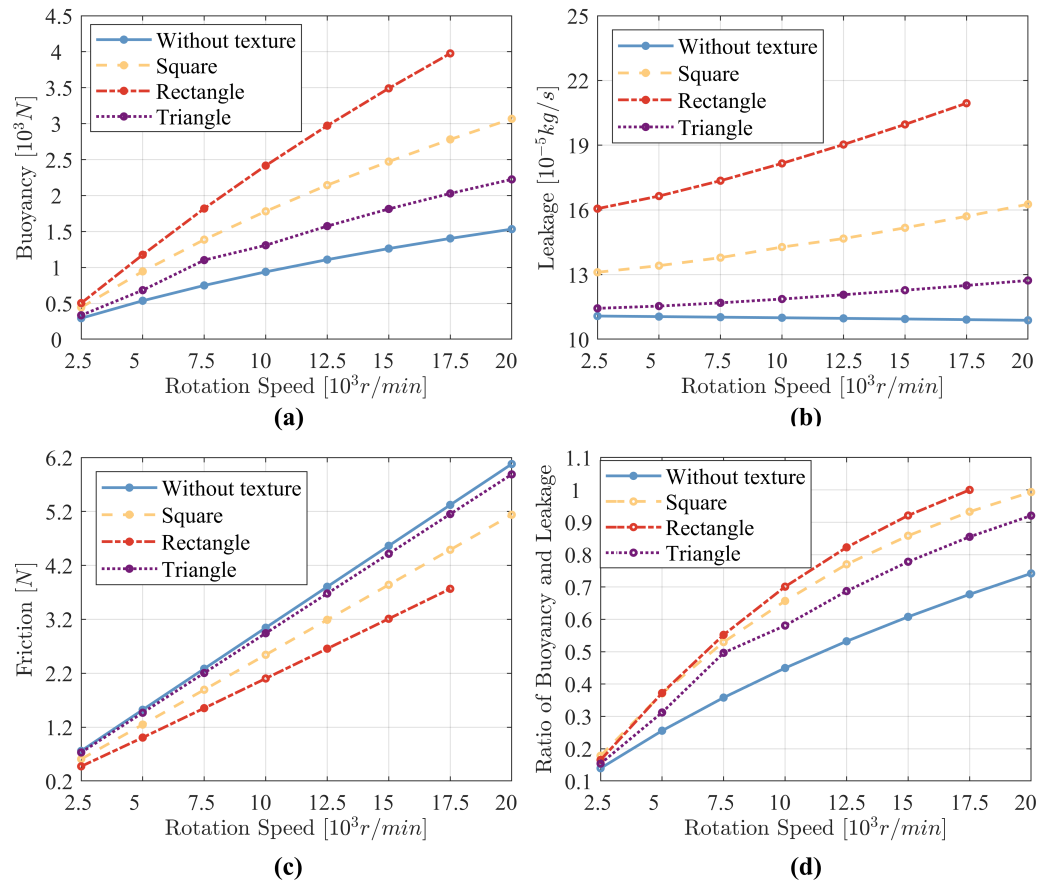 4.5
4
3.5
3
2.5
2
1.5
1
0.5
0
Buoyancy [10³ N]
Without texture
Square
Rectangle
Triangle
2.5 5 7.5 10 12.5 15 17.5 20
Rotation Speed [10³r/min]
(a)
25
22
19
16
13
10
Leakage [10⁻⁵kg/s]
Without texture
Square
Rectangle
Triangle
2.5 5 7.5 10 12.5 15 17.5 20
Rotation Speed [10³r/min]
(b)
6.2
5.2
4.2
3.2
2.2
1.2
0.2
Friction [N]
Without texture
Square
Rectangle
Triangle
2.5 5 7.5 10 12.5 15 17.5 20
Rotation Speed [10³r/min]
(c)
1.1
1
0.9
0.8
0.7
0.6
0.5
0.4
0.3
0.2
0.1
Ratio of Buoyancy and Leakage
Without texture
Square
Rectangle
Triangle
2.5 5 7.5 10 12.5 15 17.5 20
Rotation Speed [10³r/min]
(d)